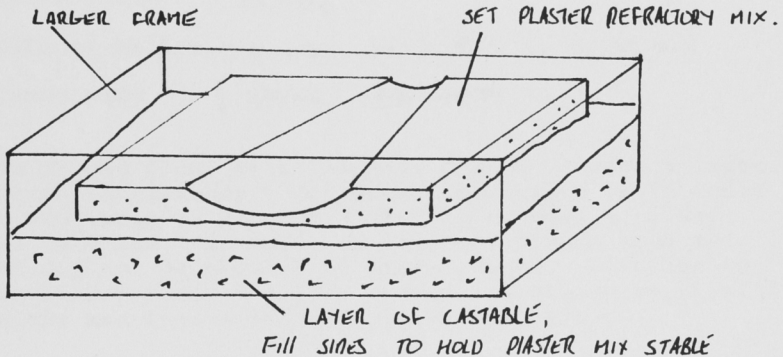 LARGER FRAME
SET PLASTER REFRACTORY MIX.
LAYER OF CASTABLE,
FILL SIDES TO HOLD PLASTER MIX STABLE